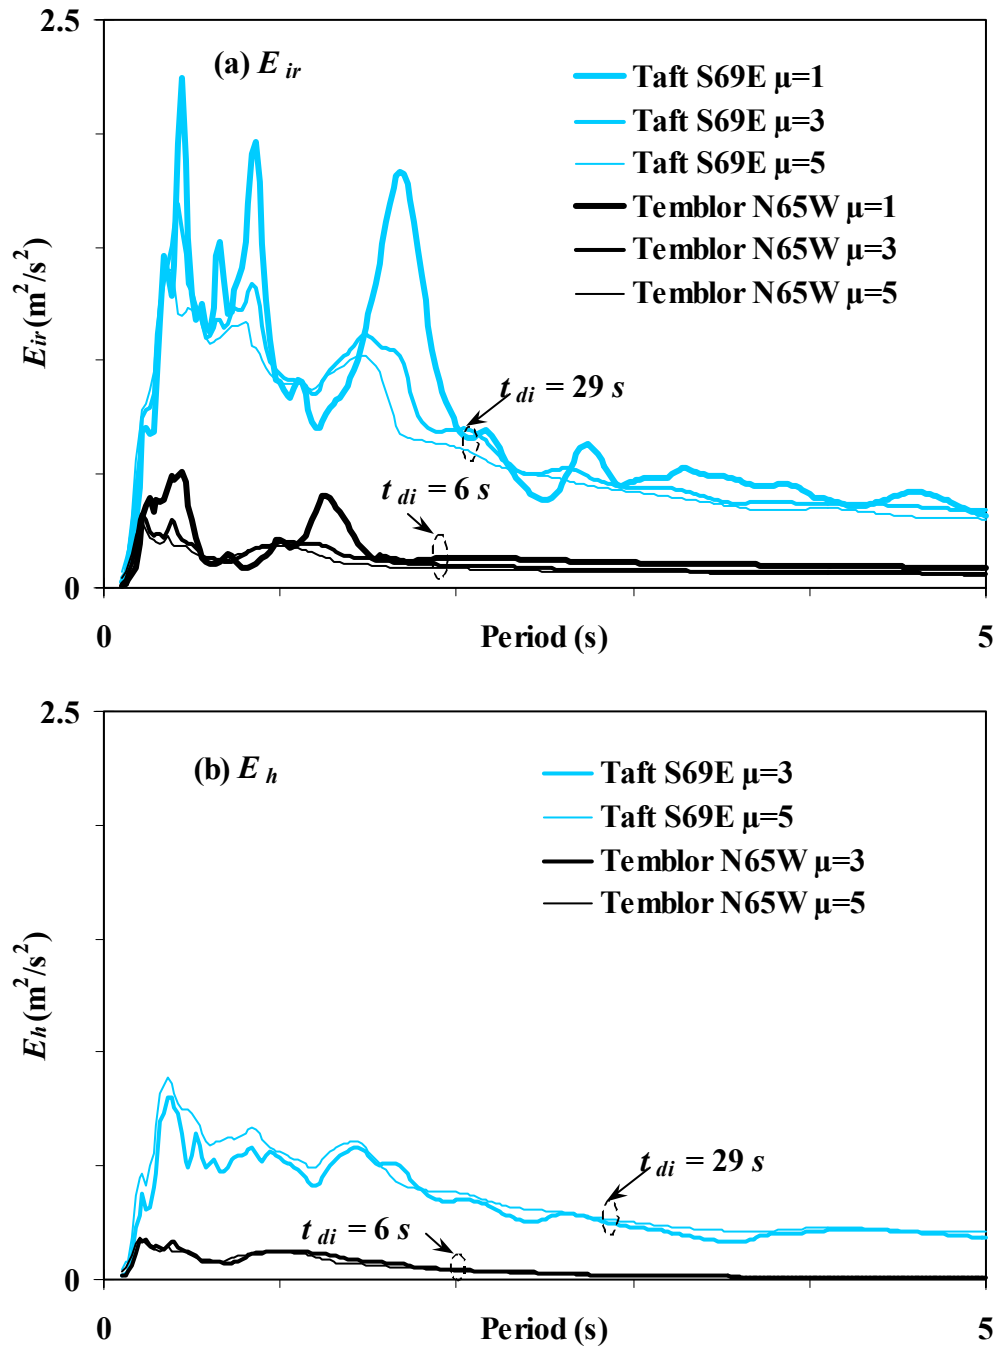 2.5
(a) E ir
Taft S69E µ=1
Taft S69E µ=3
Taft S69E µ=5
Temblor N65W µ=1
Temblor N65W µ=3
Temblor N65W µ=5
Eir (m²/s²)
t di = 29 s
t di = 6 s
0
0
Period (s)
5
2.5
(b) E h
Taft S69E µ=3
Taft S69E µ=5
Temblor N65W µ=3
Temblor N65W µ=5
Eh (m²/s²)
t di = 29 s
t di = 6 s
0
0
Period (s)
5